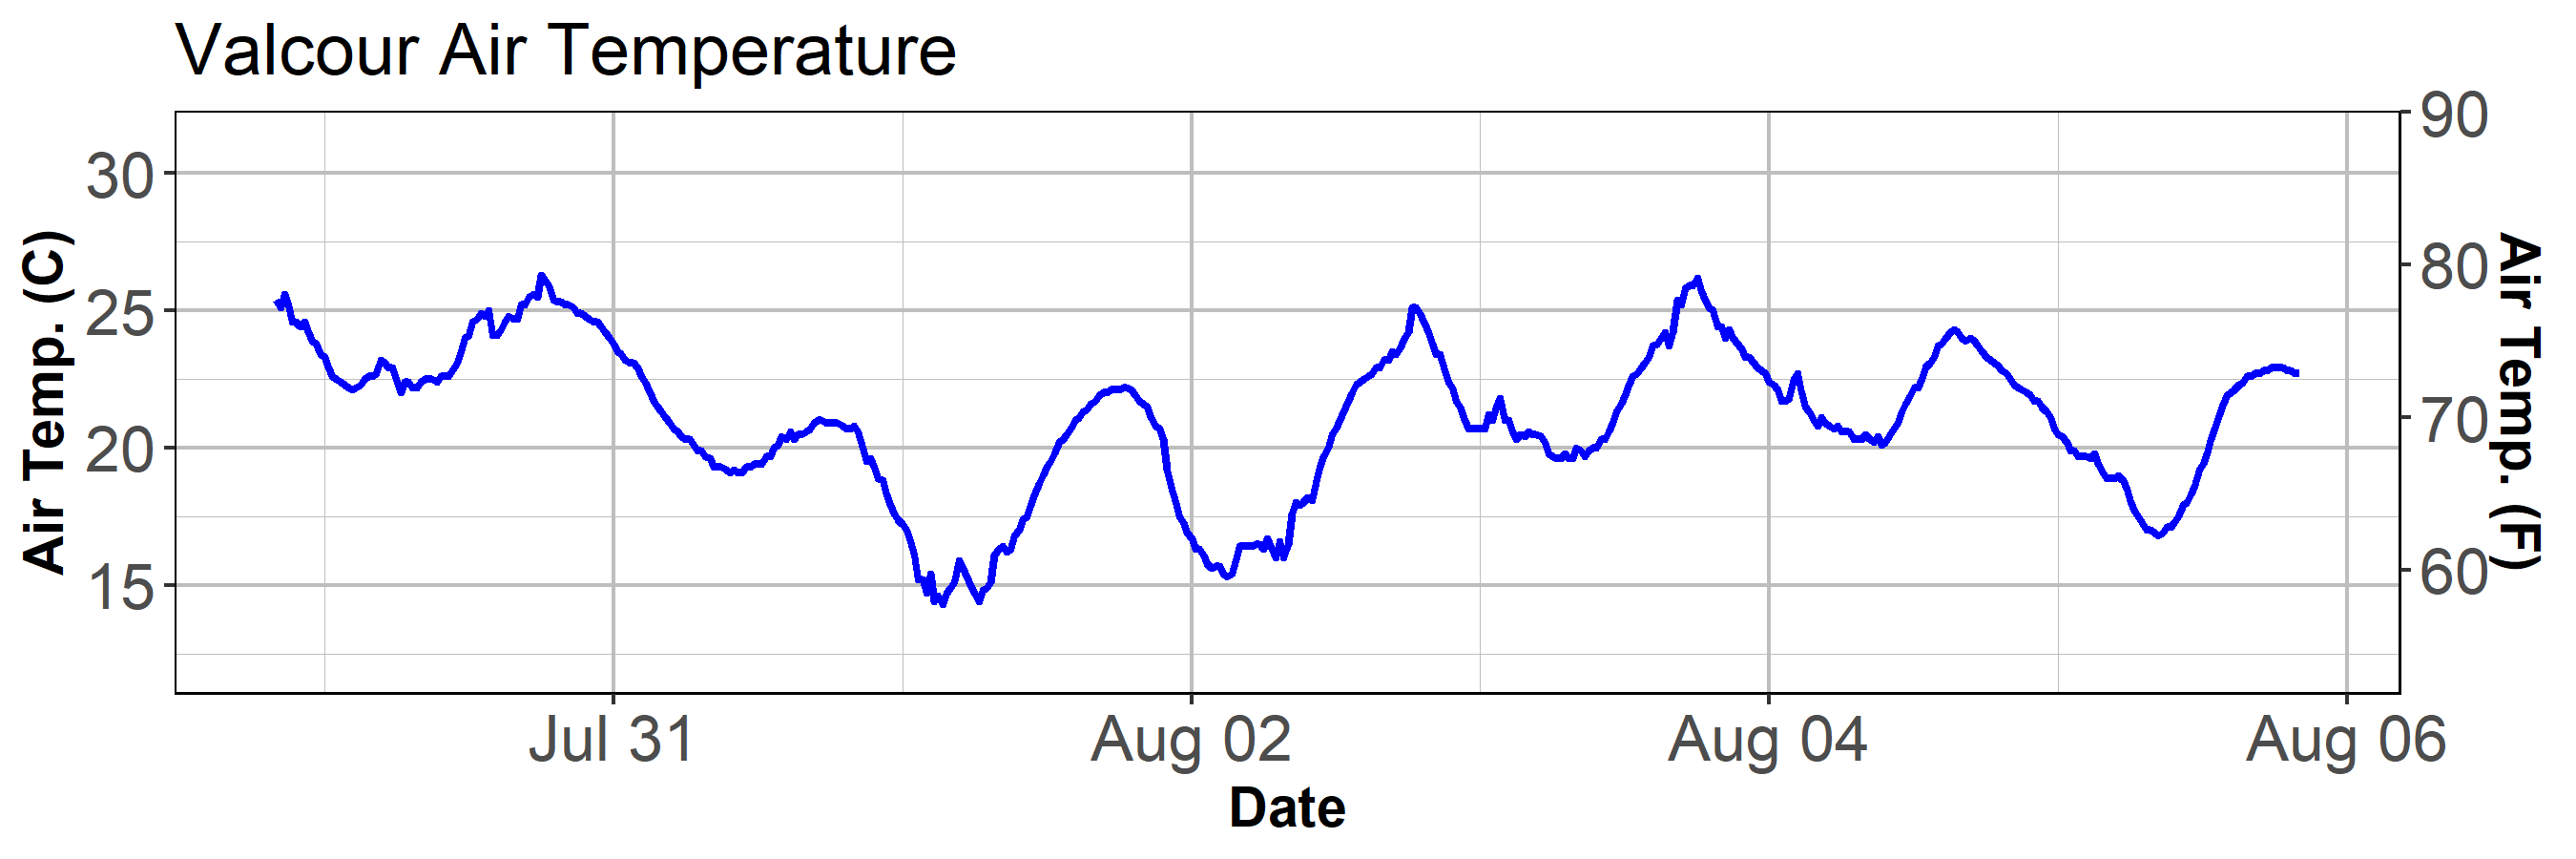 Valcour Air Temperature
Air Temp. (C)
30
25
20
15
90
80
70
60
Air Temp. (F)
Jul 31
Aug 02
Aug 04
Aug 06
Date